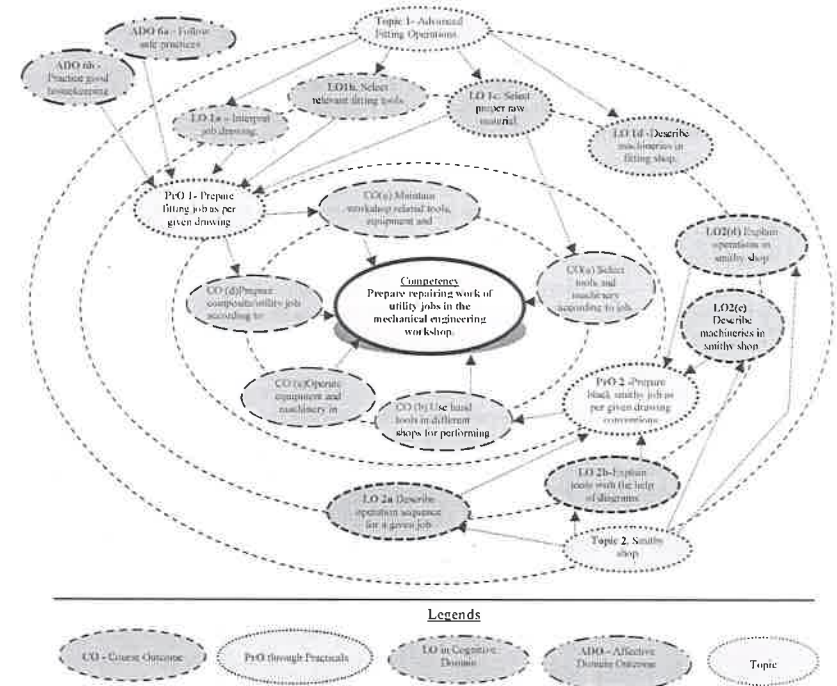 Topic 1- Advanced
Fitting Operations.
ADO 6a - Follow
safe practices
ADO 6b -
Practice good
housekeeping
LO 1a - Interpret
job drawing.
LO1b. Select
relevant fitting tools
LO 1c. Select
proper raw
material.
LO 1d -Describe
machineries in
fitting shop.
PrO 1- Prepare
fitting job as per
given drawing
CO(e) Maintain
workshop related tools,
equipment and
LO2(d) Explain
operations in
smithy shop
CO (d)Prepare
composite/utility job
according to
Competency
Prepare repairing work of
utility jobs in the
mechanical engineering
workshop.
CO(a) Select
tools and
machinery
according to job.
LO2(c)
Describe
machineries in
smithy shop
CO (c)Operate
equipment and
machinery in
CO (b) Use hand
tools in different
shops for performing
PrO 2 -Prepare
black smithy job as
per given drawing
conventions
LO 2a Describe
operation sequence
for a given job
LO 2b-Explain
tools with the help
of diagrams
Topic 2. Smithy
shop
Legends
CO - Course Outcome
PrO through Practicals
LO in Cognitive
Domain
ADO - Affective
Domain Outcome
Topic